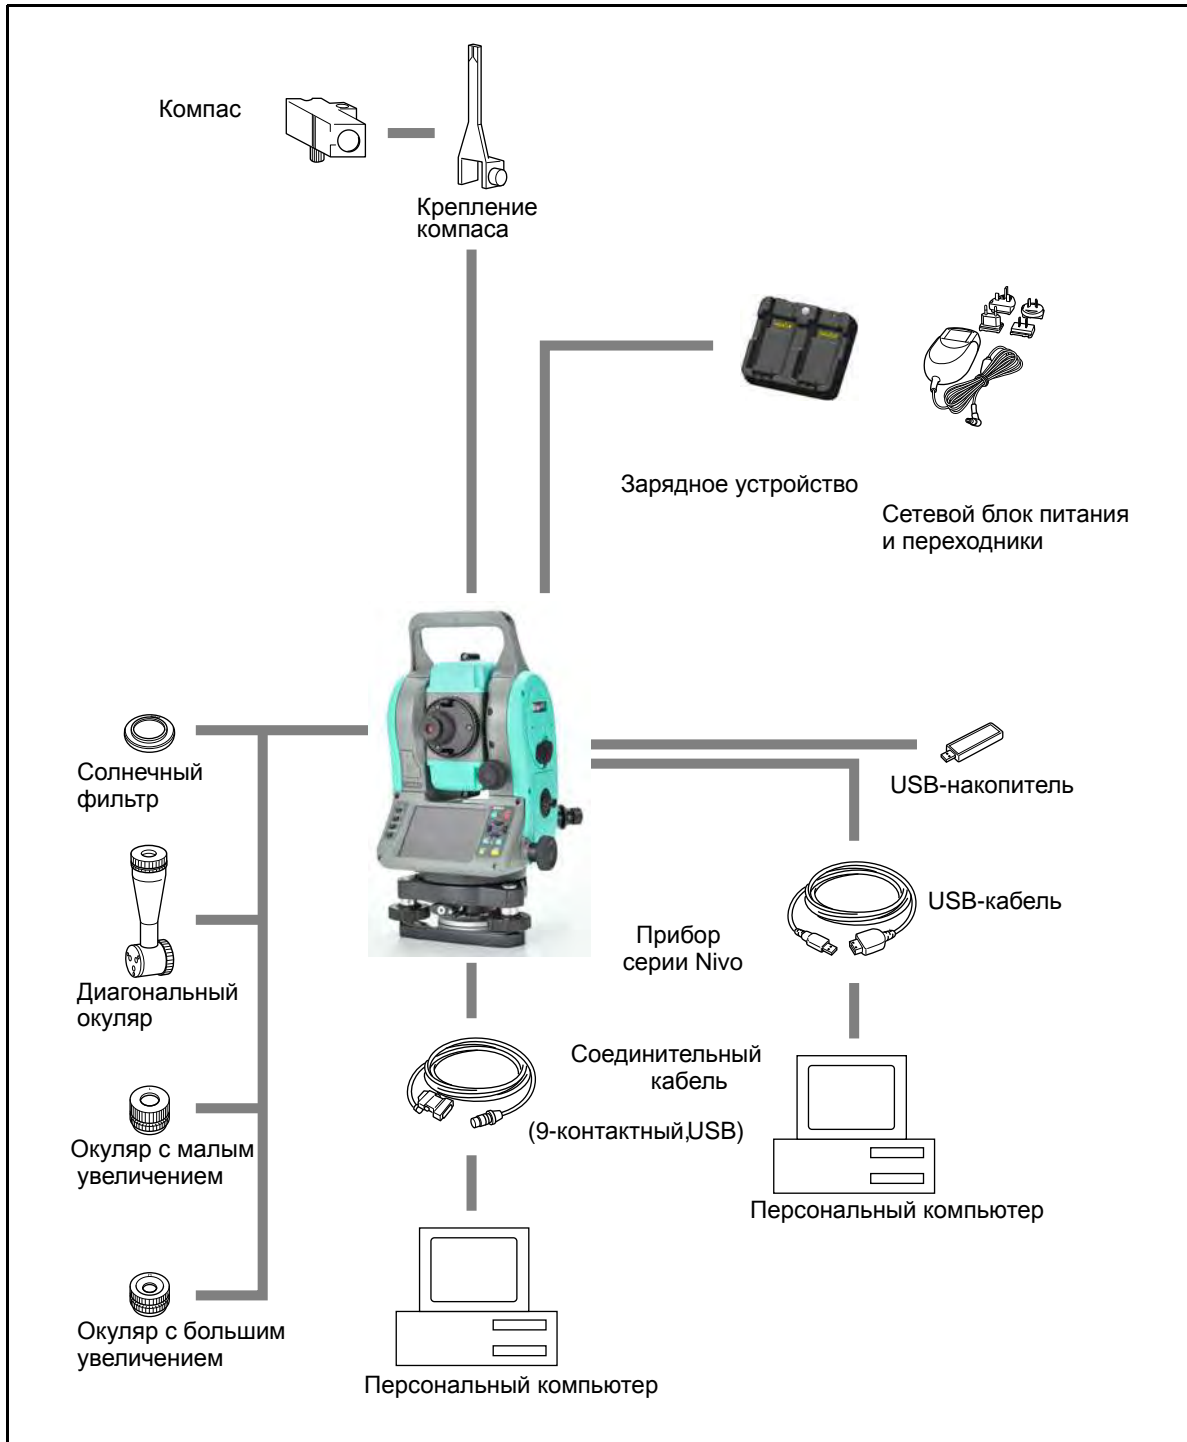 Компас
Крепление
компаса
Зарядное устройство
Сетевой блок питания
и переходники
Солнечный
фильтр
USB-накопитель
Диагональный
окуляр
USB-кабель
Прибор
серии Nivo
Соединительный
кабель
(9-контактный,USB)
Окуляр с малым
увеличением
Персональный компьютер
Окуляр с большим
увеличением
Персональный компьютер